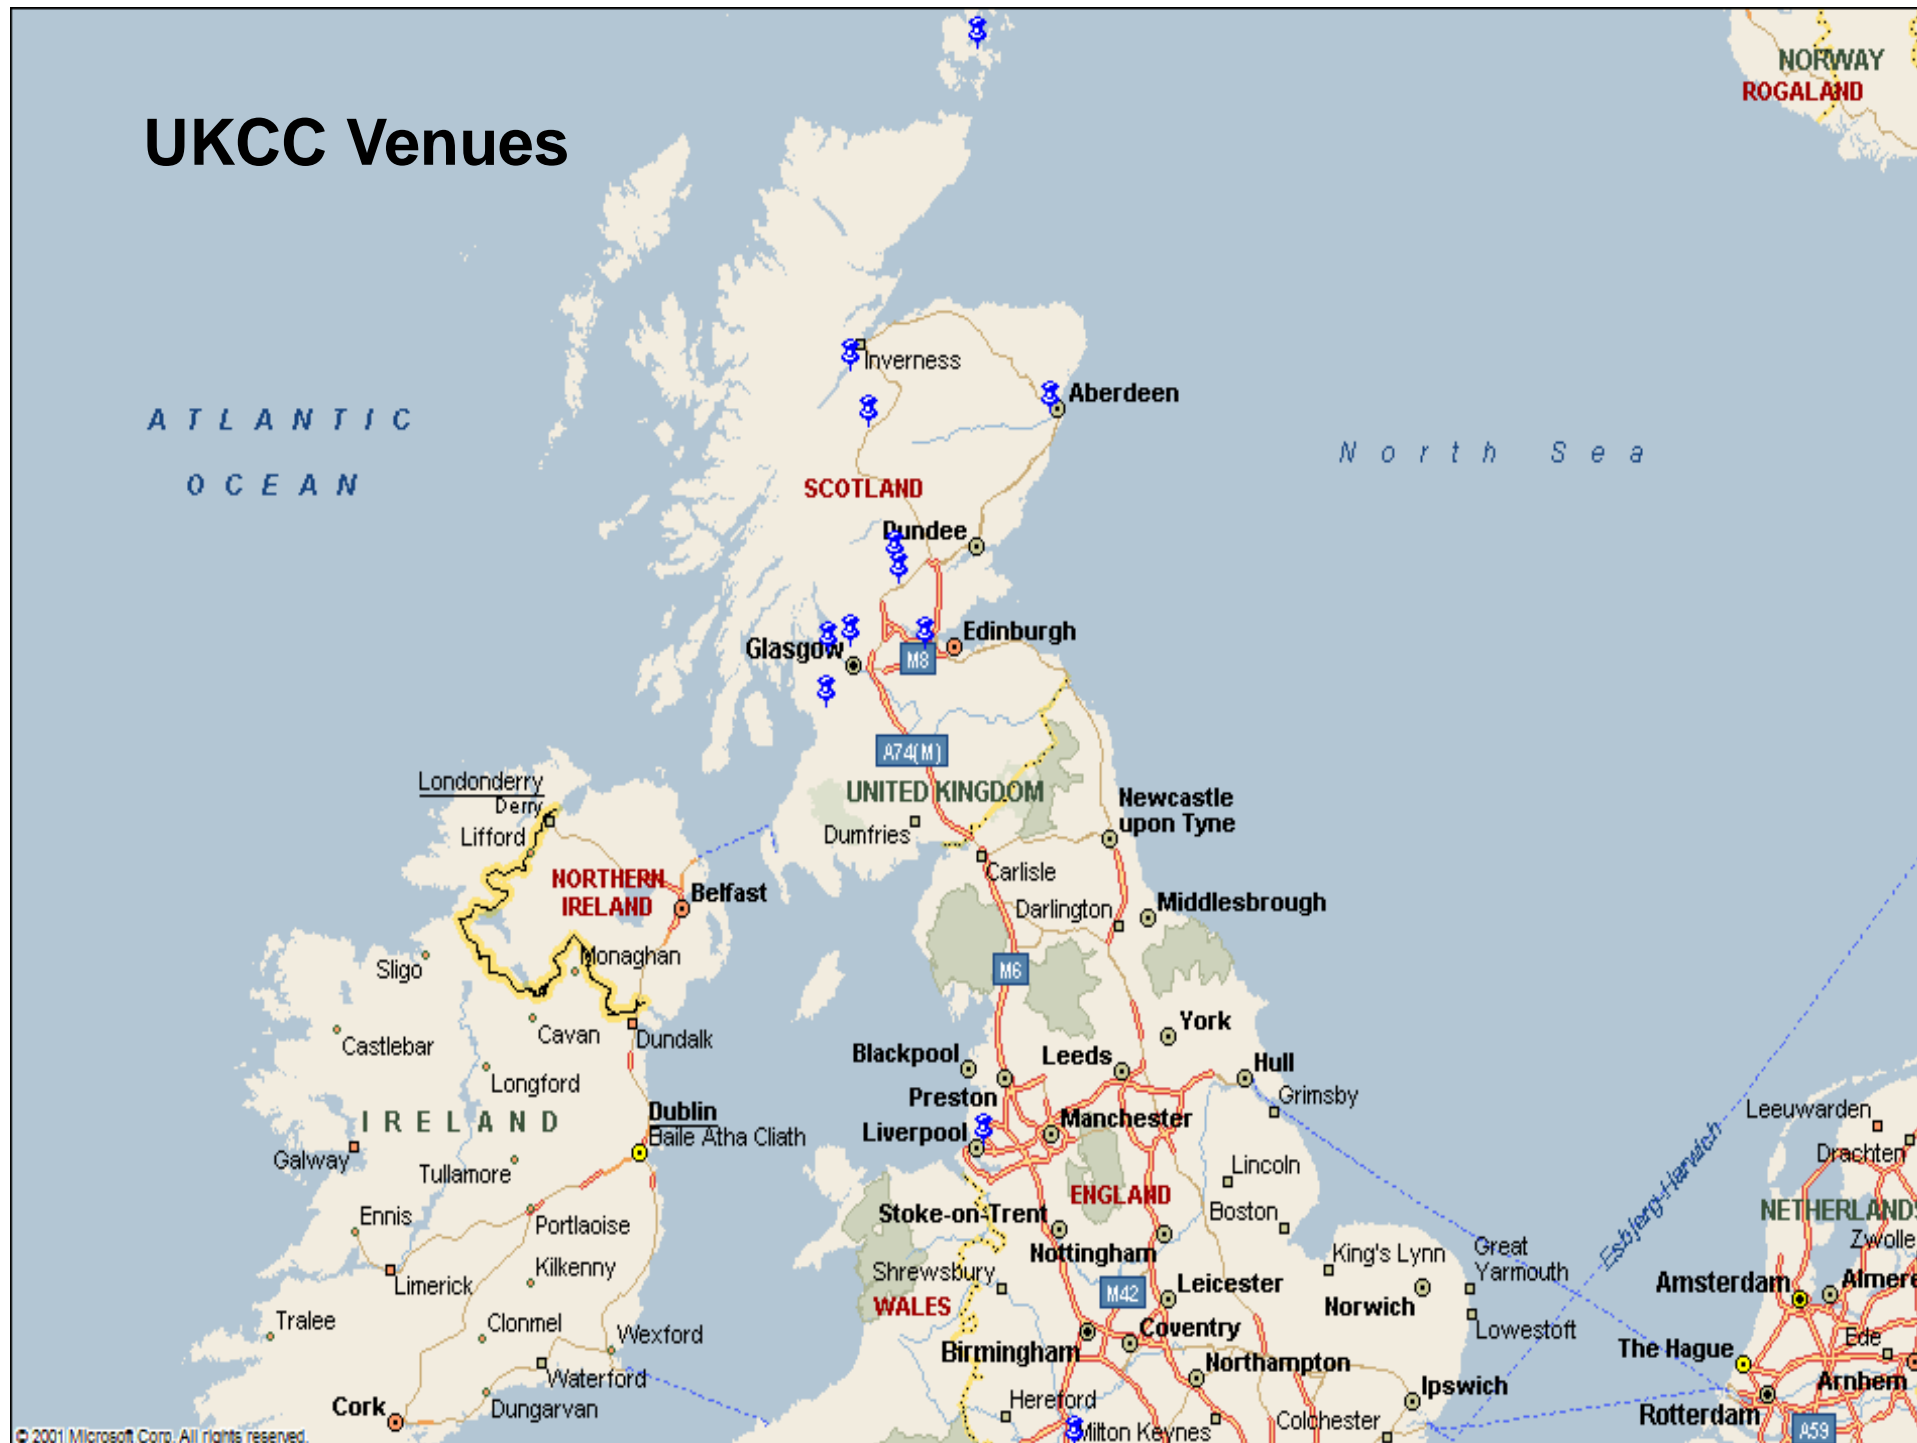 NORWAY
ROGALAND
UKCC Venues
Inverness
Aberdeen
ATLANTIC
OCEAN
North Sea
SCOTLAND
Dundee
Edinburgh
Glasgow
M8
A74(M)
Londonderry
Derry
Lifford
UNITED KINGDOM
Newcastle
upon Tyne
Dumfries
Carlisle
NORTHERN
IRELAND
Belfast
Darlington
Middlesbrough
Monaghan
Sligo
M6
York
Cavan
Dundalk
Castlebar
Blackpool
Leeds
Hull
Longford
Preston
Grimsby
IRELAND
Dublin
Baile Atha Cliath
Liverpool
Manchester
Leeuwarden
Drachten
Galway
Tullamore
Lincoln
ENGLAND
Esbjerg-Harwich
NETHERLANDS
Ennis
Portlaoise
Stoke-on-Trent
Boston
Zwolle
Nottingham
King's Lynn
Great
Yarmouth
Kilkenny
Limerick
Shrewsbury
M42
Leicester
Norwich
Amsterdam
Almere
WALES
Tralee
Clonmel
Wexford
Coventry
Lowestoft
Ede
Birmingham
Northampton
The Hague
Waterford
Ipswich
Arnhem
Cork
Dungarvan
Hereford
Milton Keynes
Colchester
Rotterdam
A59
© 2001 Microsoft Corp. All rights reserved.